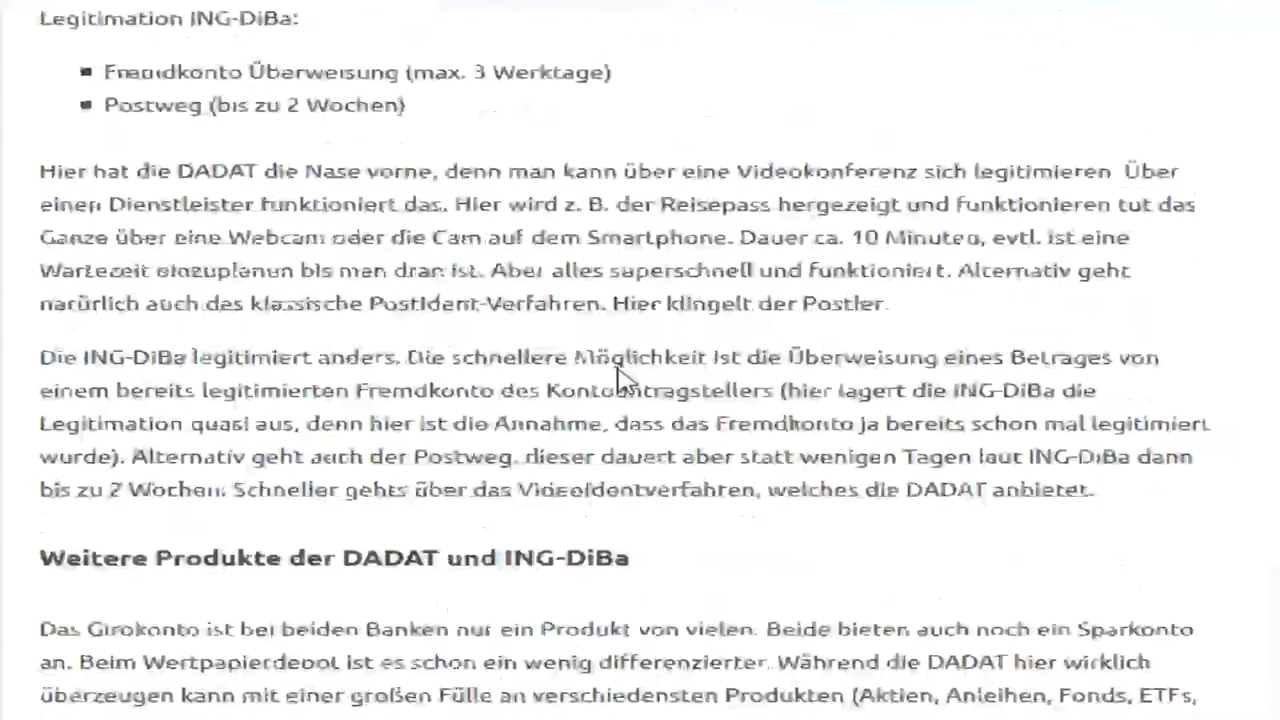 Legitimation ING-DiBa:
▪ Fremdkonto Überweisung (max. 3 Werktage)
▪ Postweg (bis zu 2 Wochen)
Hier hat die DADAT die Nase vorne, denn man kann über eine Videokonferenz sich legitimieren. Über
einen Dienstleister funktioniert das. Hier wird z. B. der Reisepass hergezeigt und funktionieren tut das
Ganze über eine Webcam oder die Cam auf dem Smartphone. Dauer ca. 10 Minuten, evtl. ist eine
Wartezeit einzuplanen bis man dran ist. Aber alles superschnell und funktioniert. Alternativ geht
natürlich auch das klassische PostIdent-Verfahren. Hier klingelt der Postler.
Die ING-DiBa legitimiert anders. Die schnellere Möglichkeit ist die Überweisung eines Betrages von
einem bereits legitimierten Fremdkonto des Kontoantragstellers (hier lagert die ING-DiBa die
Legitimation quasi aus, denn hier ist die Annahme, dass das Fremdkonto ja bereits schon mal legitimiert
wurde). Alternativ geht auch der Postweg, dieser dauert aber statt wenigen Tagen laut ING-DiBa dann
bis zu 2 Wochen. Schneller gehts über das VideoIdentverfahren, welches die DADAT anbietet.
Weitere Produkte der DADAT und ING-DiBa
Das Girokonto ist bei beiden Banken nur ein Produkt von vielen. Beide bieten auch noch ein Sparkonto
an. Beim Wertpapierdepot ist es schon ein wenig differenzierter. Während die DADAT hier wirklich
überzeugen kann mit einer großen Fülle an verschiedensten Produkten (Aktien, Anleihen, Fonds, ETFs,